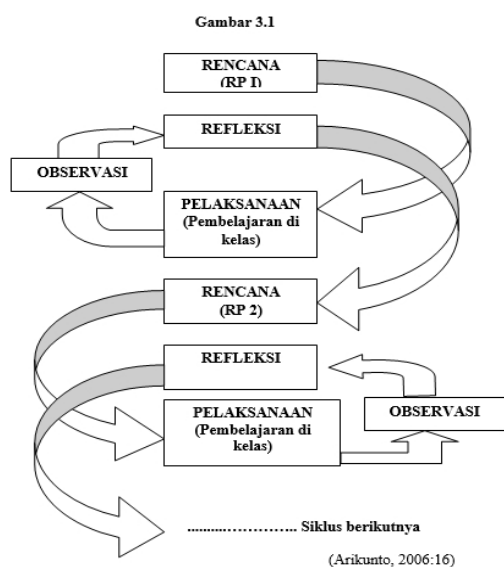 Gambar 3.1
RENCANA
(RP I)
REFLEKSI
OBSERVASI
PELAKSANAAN
(Pembelajaran di
kelas)
RENCANA
(RP 2)
REFLEKSI
PELAKSANAAN
(Pembelajaran di
kelas)
OBSERVASI
..........………….. Siklus berikutnya
(Arikunto, 2006:16)